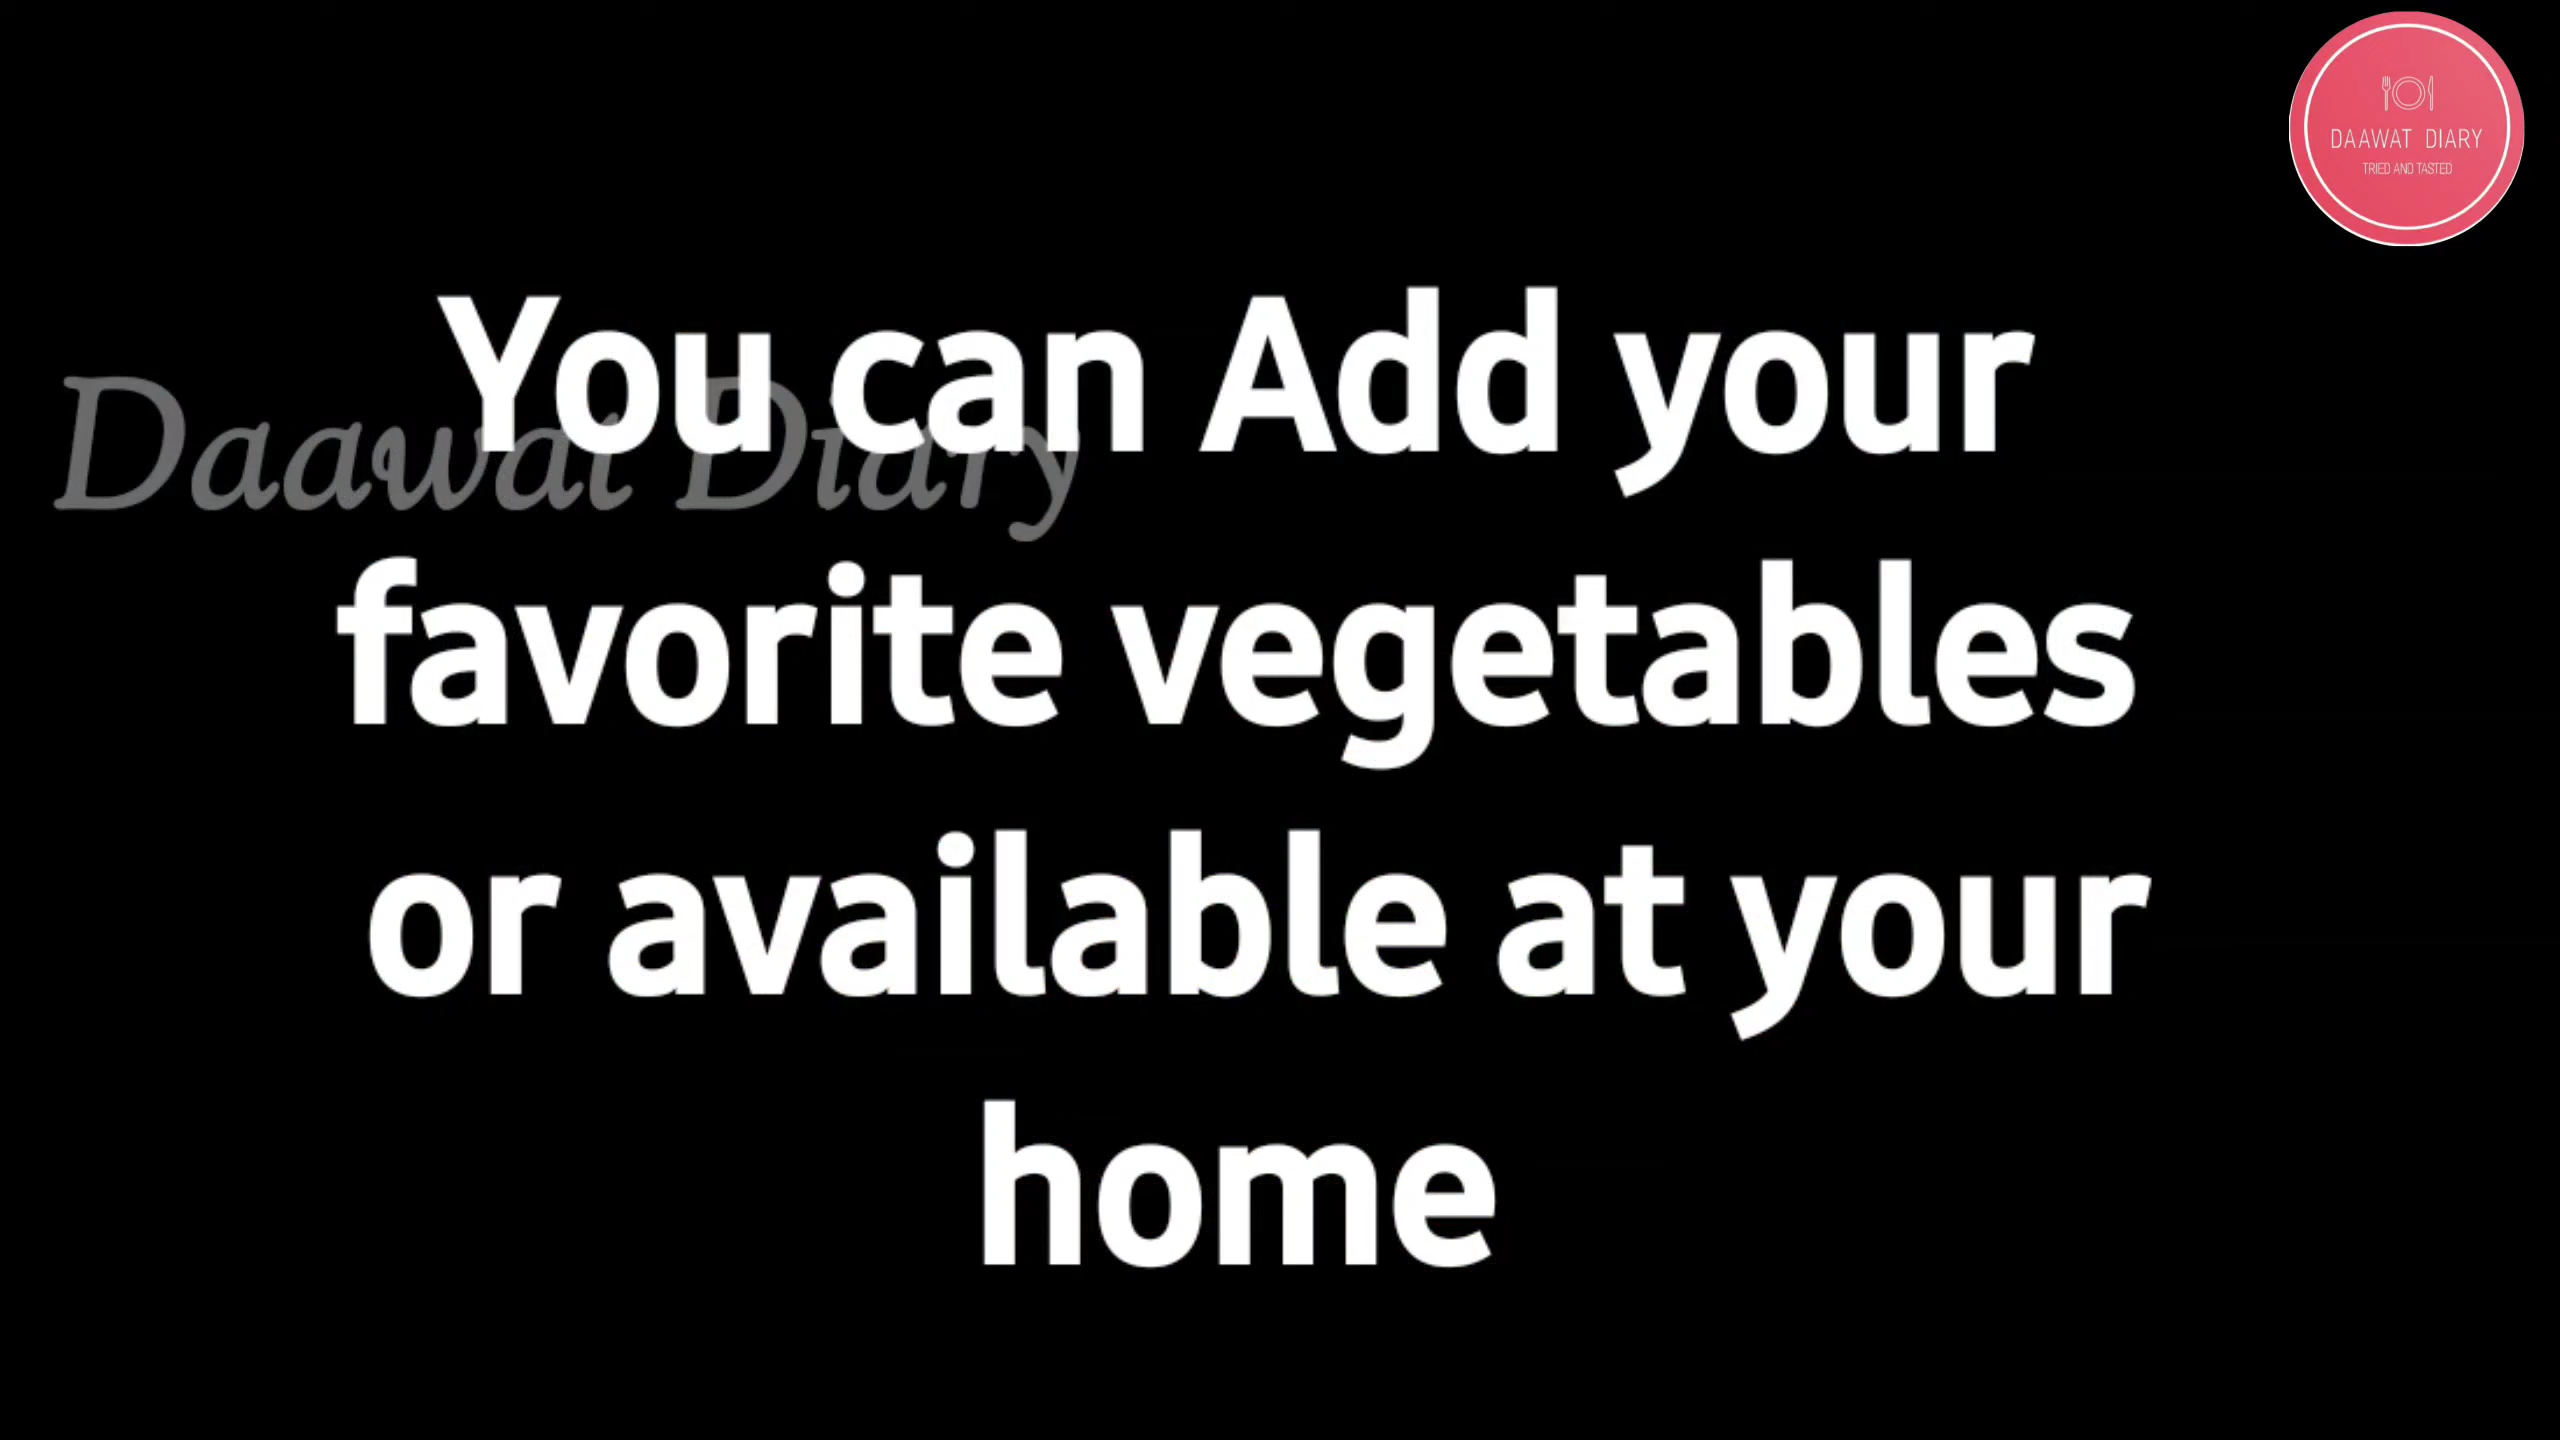 DAAWAT DIARY
TRIED AND TASTED
You can Add your
Daawat Diary
favorite vegetables
or available at your
home